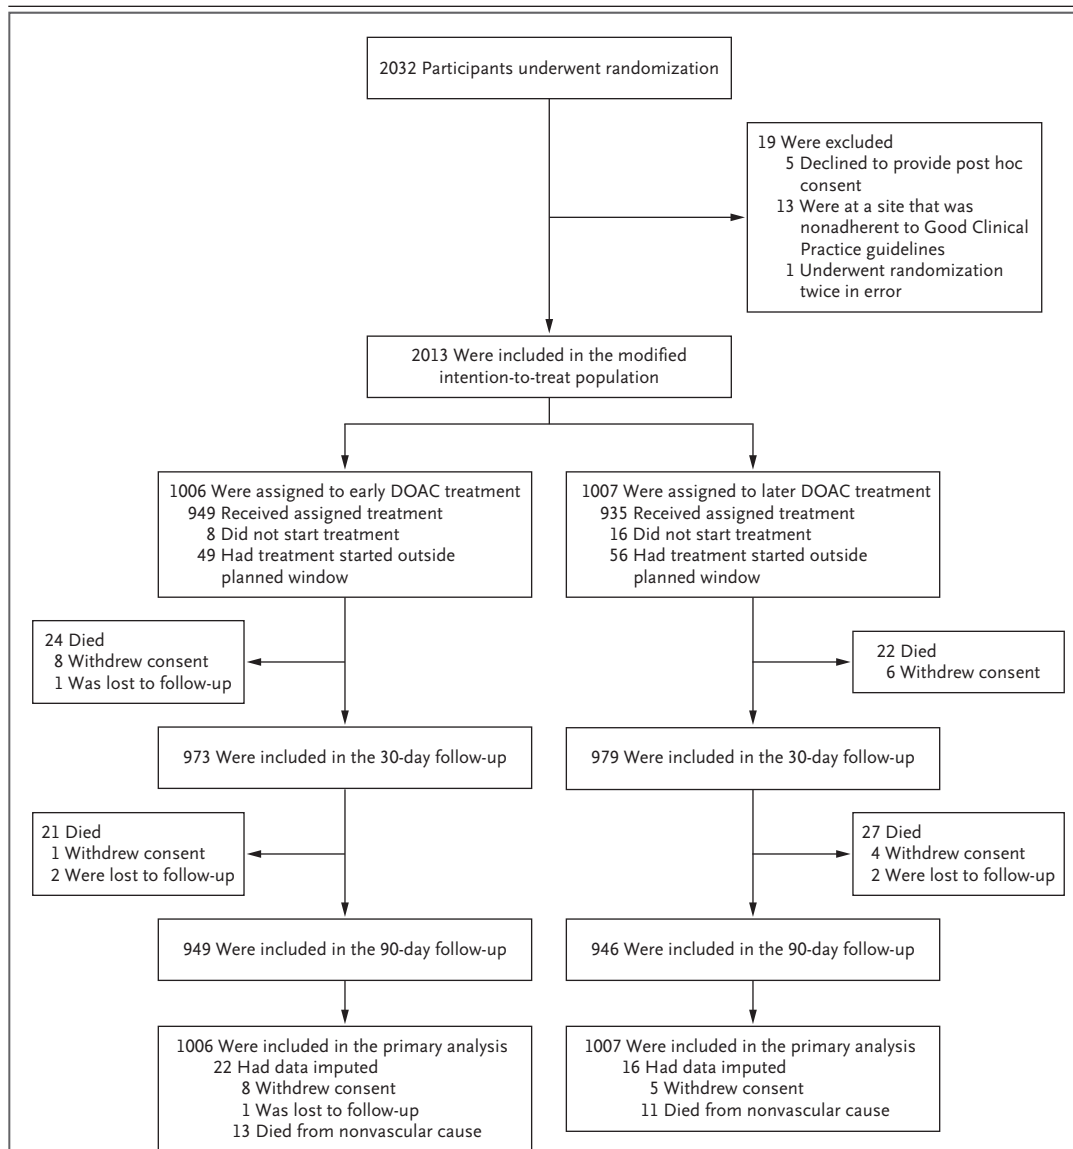 2032 Participants underwent randomization
19 Were excluded
5 Declined to provide post hoc
consent
13 Were at a site that was
nonadherent to Good Clinical
Practice guidelines
1 Underwent randomization
twice in error
2013 Were included in the modified
intention-to-treat population
1006 Were assigned to early DOAC treatment
949 Received assigned treatment
8 Did not start treatment
49 Had treatment started outside
planned window
1007 Were assigned to later DOAC treatment
935 Received assigned treatment
16 Did not start treatment
56 Had treatment started outside
planned window
24 Died
8 Withdrew consent
1 Was lost to follow-up
22 Died
6 Withdrew consent
973 Were included in the 30-day follow-up
979 Were included in the 30-day follow-up
21 Died
1 Withdrew consent
2 Were lost to follow-up
27 Died
4 Withdrew consent
2 Were lost to follow-up
949 Were included in the 90-day follow-up
946 Were included in the 90-day follow-up
1006 Were included in the primary analysis
22 Had data imputed
8 Withdrew consent
1 Was lost to follow-up
13 Died from nonvascular cause
1007 Were included in the primary analysis
16 Had data imputed
5 Withdrew consent
11 Died from nonvascular cause